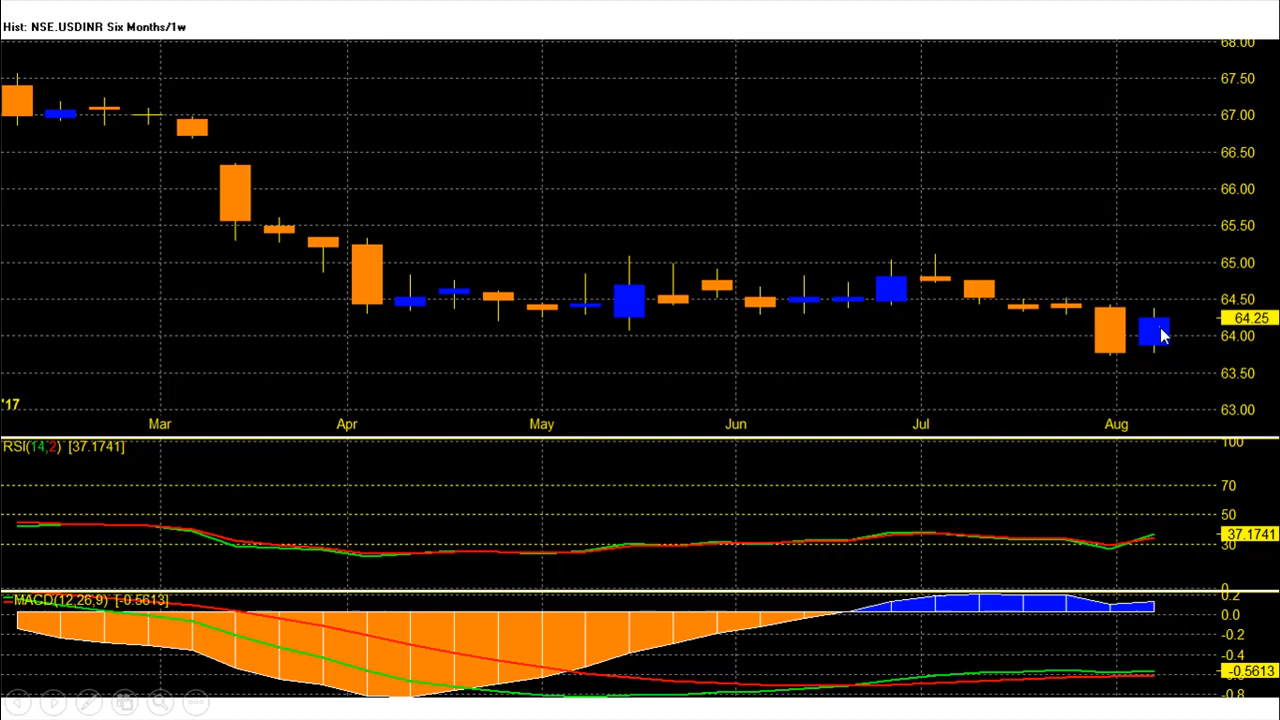 Hist: NSE.USDINR Six Months/1w
68.00
67.50
67.00
66.50
66.00
65.50
65.00
64.50
64.25
64.00
63.50
63.00
'17
Mar
Apr
May
Jun
Jul
Aug
RSI(14,2) [37.1741]
100
70
50
37.1741
30
0
MACD(12,26,9) [-0.5613]
0.2
0.0
-0.2
-0.4
-0.5613
-0.8